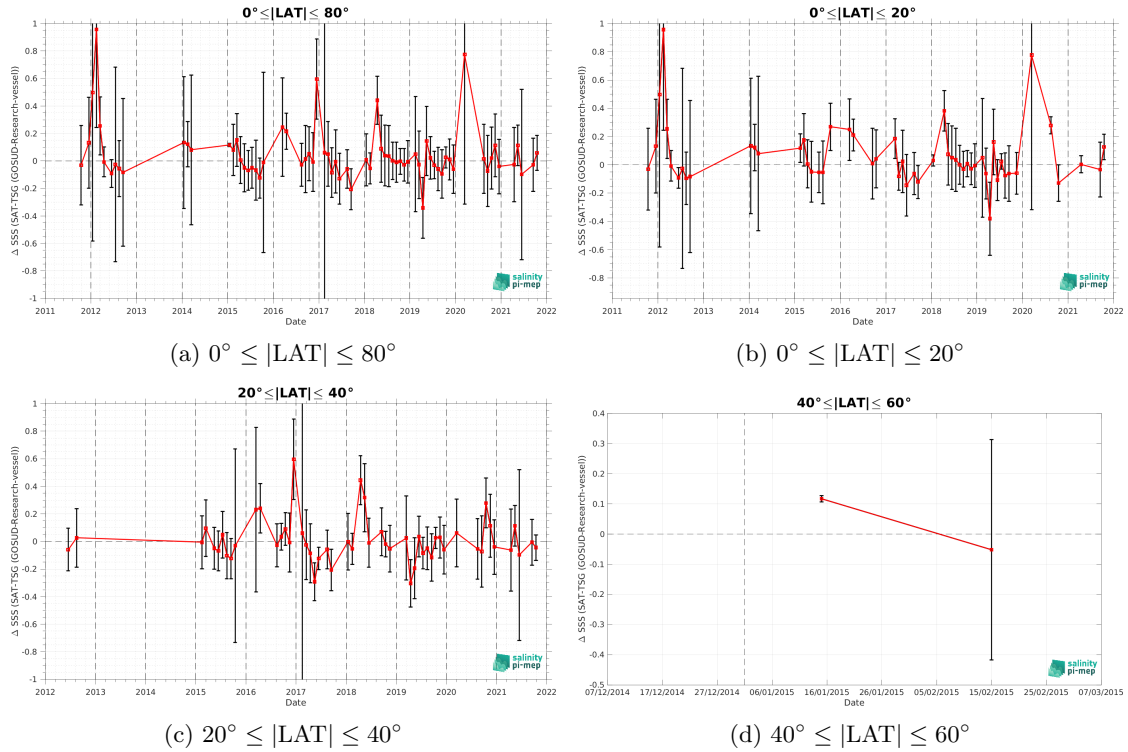 0°≤|LAT|≤ 80°
Δ SSS (SAT-TSG (GOSUD-Research-vessel))
1
0.8
0.6
0.4
0.2
0
-0.2
-0.4
-0.6
-0.8
-1
2011 2012 2013 2014 2015 2016 2017 2018 2019 2020 2021 2022
Date
salinity
pi-mep
(a) 0° ≤ |LAT| ≤ 80°
0°≤|LAT|≤ 20°
Δ SSS (SAT-TSG (GOSUD-Research-vessel))
1
0.8
0.6
0.4
0.2
0
-0.2
-0.4
-0.6
-0.8
2011 2012 2013 2014 2015 2016 2017 2018 2019 2020 2021 2022
Date
salinity
pi-mep
(b) 0° ≤ |LAT| ≤ 20°
20°≤|LAT|≤ 40°
Δ SSS (SAT-TSG (GOSUD-Research-vessel))
1
0.8
0.6
0.4
0.2
0
-0.2
-0.4
-0.6
-0.8
-1
2012 2013 2014 2015 2016 2017 2018 2019 2020 2021 2022
Date
salinity
pi-mep
(c) 20° ≤ |LAT| ≤ 40°
40°≤|LAT|≤ 60°
Δ SSS (SAT-TSG (GOSUD-Research-vessel))
0.4
0.3
0.2
0.1
0
-0.1
-0.2
-0.3
-0.4
-0.5
07/12/2014 17/12/2014 27/12/2014 06/01/2015 16/01/2015 26/01/2015 05/02/2015 15/02/2015 25/02/2015 07/03/2015
Date
salinity
pi-mep
(d) 40° ≤ |LAT| ≤ 60°